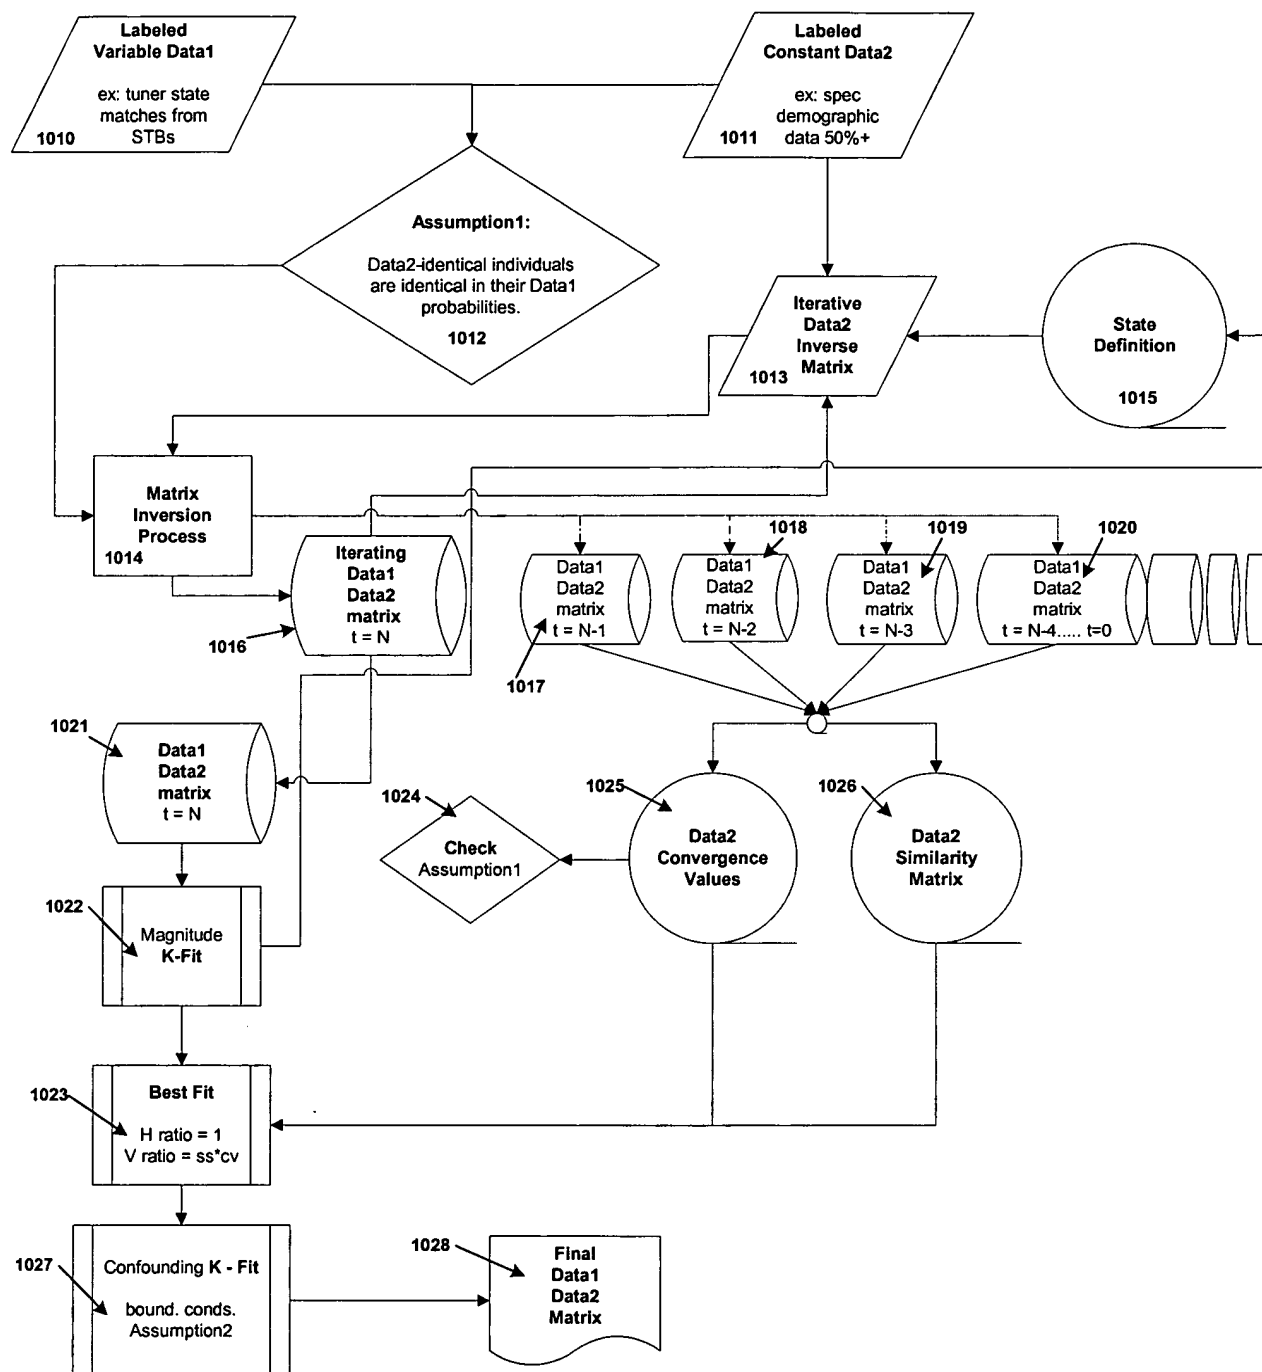 Labeled
Variable Data1
ex: tuner state
matches from
STBs
1010
Labeled
Constant Data2
ex: spec
demographic
data 50%+
1011
Assumption1:
Data2-identical individuals
are identical in their Data1
probabilities.
1012
Iterative
Data2
Inverse
Matrix
1013
State
Definition
1015
Matrix
Inversion
Process
1014
Iterating
Data1
Data2
matrix
t = N
1016
Data1
Data2
matrix
t = N-1
1017
1018
Data1
Data2
matrix
t = N-2
1019
Data1
Data2
matrix
t = N-3
1020
Data1
Data2
matrix
t = N-4..... t=0
1021
Data1
Data2
matrix
t = N
1024
Check
Assumption1
1025
Data2
Convergence
Values
1026
Data2
Similarity
Matrix
1022
Magnitude
K-Fit
1023
Best Fit
H ratio = 1
V ratio = ss*cv
1027
Confounding K - Fit
bound. conds.
Assumption2
1028
Final
Data1
Data2
Matrix